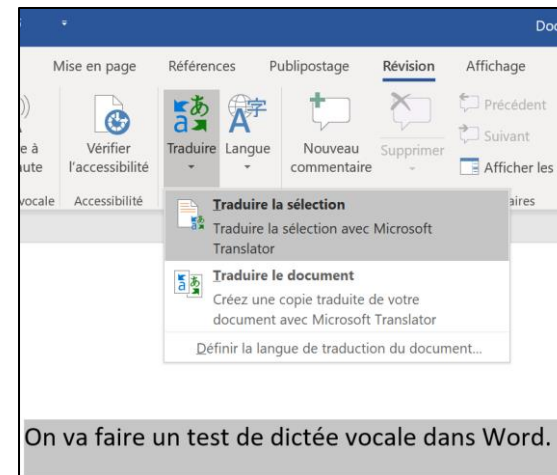 Doc
Mise en page Références Publipostage Révision Affichage
Précédent
Suivant
Afficher les
Vérifier l'accessibilité
Traduire
Langue
Nouveau commentaire
Supprimer
vocale Accessibilité
Traduire la sélection
Traduire la sélection avec Microsoft
Translator
Traduire le document
Créez une copie traduite de votre
document avec Microsoft Translator
Définir la langue de traduction du document...
On va faire un test de dictée vocale dans Word.